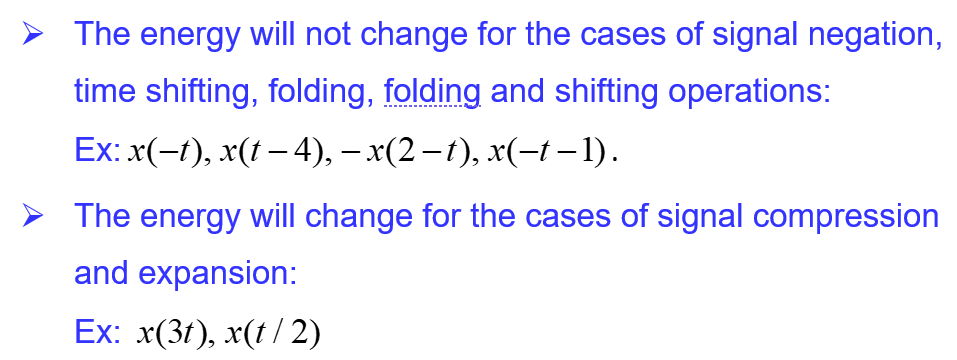 ➢ The energy will not change for the cases of signal negation,
time shifting, folding, folding and shifting operations:
Ex: x(−t), x(t − 4), − x(2 − t), x(−t − 1) .
➢ The energy will change for the cases of signal compression
and expansion:
Ex: x(3t), x(t / 2)